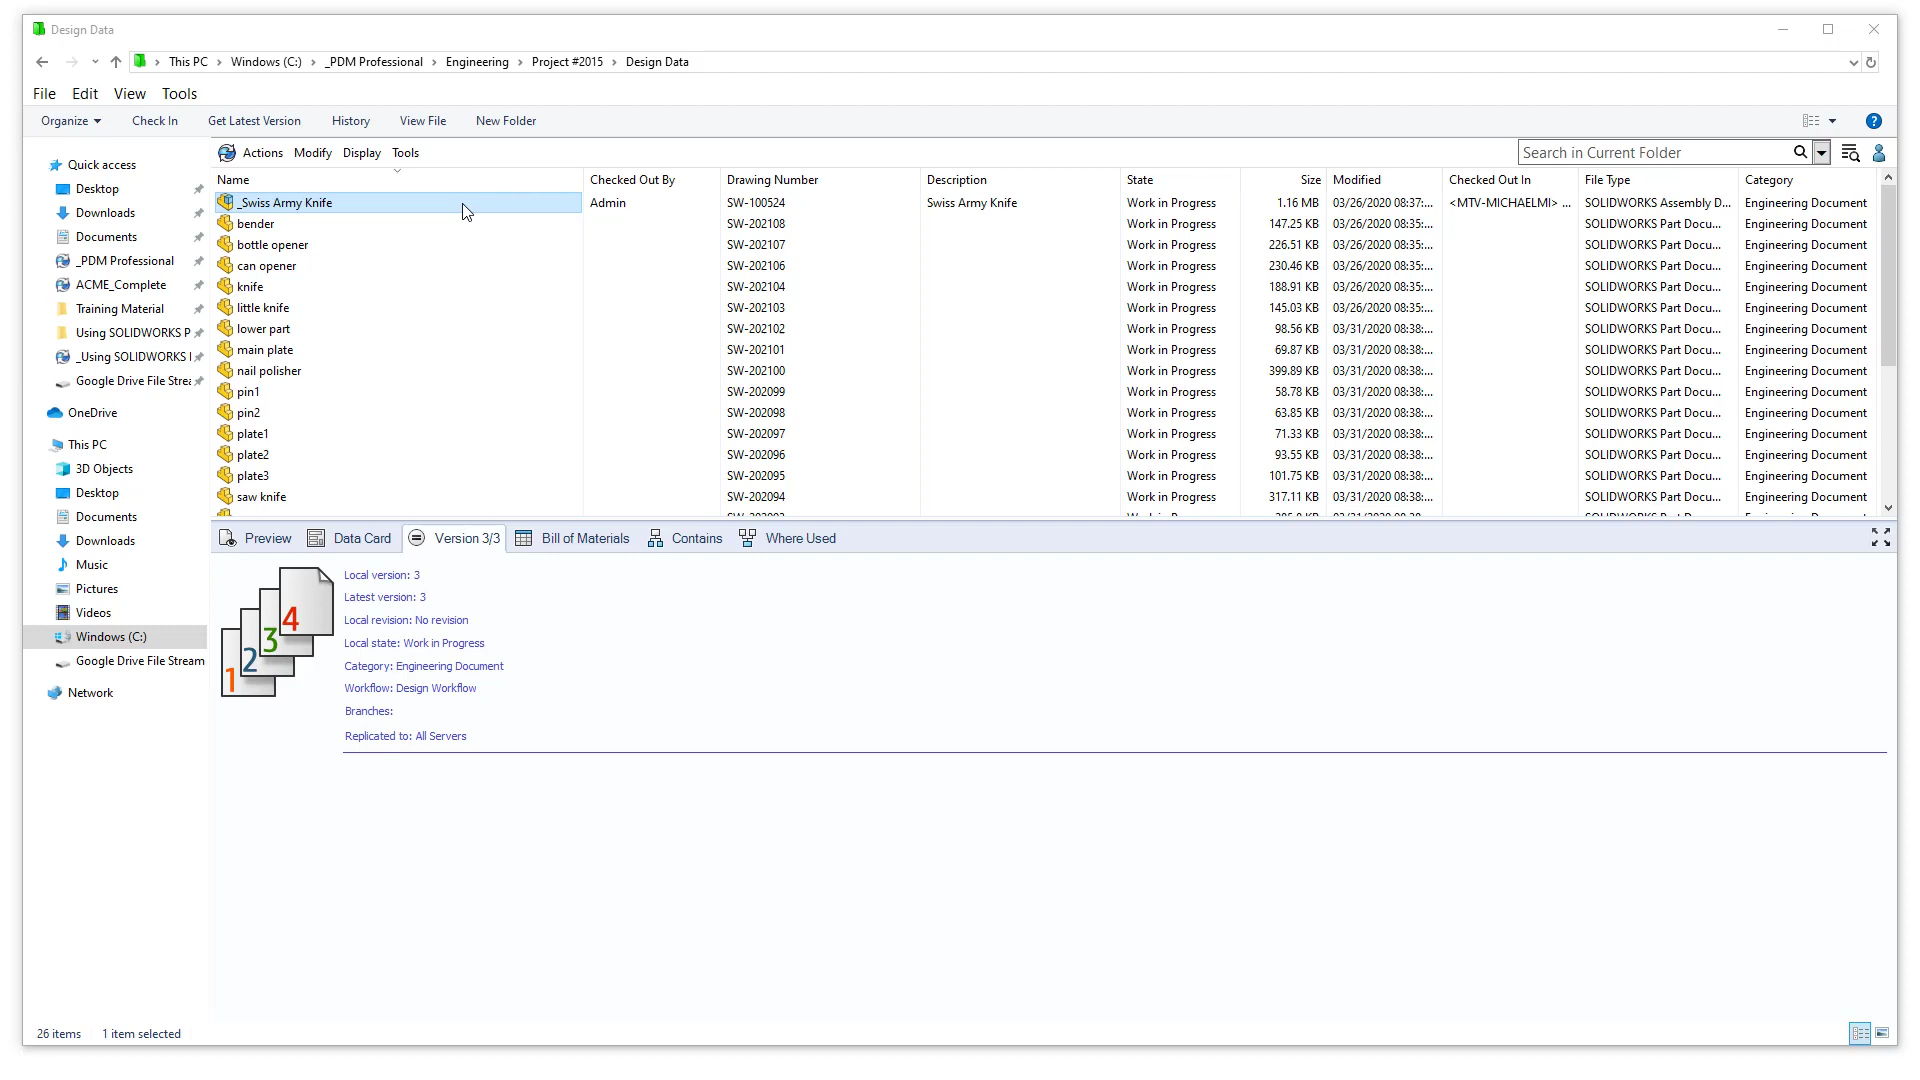 Design Data
This PC > Windows (C:) > _PDM Professional > Engineering > Project #2015 > Design Data
File Edit View Tools
Organize Check In Get Latest Version History View File New Folder
Actions Modify Display Tools Search in Current Folder
Name Checked Out By Drawing Number Description State Size Modified Checked Out In File Type Category
_Swiss Army Knife Admin SW-100524 Swiss Army Knife Work in Progress 1.16 MB 03/26/2020 08:37:... <MTV-MICHAELMI> ... SOLIDWORKS Assembly D... Engineering Document
bender SW-202108 Work in Progress 147.25 KB 03/26/2020 08:35:... SOLIDWORKS Part Docu... Engineering Document
bottle opener SW-202107 Work in Progress 226.51 KB 03/26/2020 08:35:... SOLIDWORKS Part Docu... Engineering Document
can opener SW-202106 Work in Progress 230.46 KB 03/26/2020 08:35:... SOLIDWORKS Part Docu... Engineering Document
knife SW-202104 Work in Progress 188.91 KB 03/26/2020 08:35:... SOLIDWORKS Part Docu... Engineering Document
little knife SW-202103 Work in Progress 145.03 KB 03/26/2020 08:35:... SOLIDWORKS Part Docu... Engineering Document
lower part SW-202102 Work in Progress 98.56 KB 03/31/2020 08:38:... SOLIDWORKS Part Docu... Engineering Document
main plate SW-202101 Work in Progress 69.87 KB 03/31/2020 08:38:... SOLIDWORKS Part Docu... Engineering Document
nail polisher SW-202100 Work in Progress 399.89 KB 03/31/2020 08:38:... SOLIDWORKS Part Docu... Engineering Document
pin1 SW-202099 Work in Progress 58.78 KB 03/31/2020 08:38:... SOLIDWORKS Part Docu... Engineering Document
pin2 SW-202098 Work in Progress 63.85 KB 03/31/2020 08:38:... SOLIDWORKS Part Docu... Engineering Document
plate1 SW-202097 Work in Progress 71.33 KB 03/31/2020 08:38:... SOLIDWORKS Part Docu... Engineering Document
plate2 SW-202096 Work in Progress 93.55 KB 03/31/2020 08:38:... SOLIDWORKS Part Docu... Engineering Document
plate3 SW-202095 Work in Progress 101.75 KB 03/31/2020 08:38:... SOLIDWORKS Part Docu... Engineering Document
saw knife SW-202094 Work in Progress 317.11 KB 03/31/2020 08:38:... SOLIDWORKS Part Docu... Engineering Document
Quick access
Desktop
Downloads
Documents
_PDM Professional
ACME_Complete
Training Material
Using SOLIDWORKS P
_Using SOLIDWORKS
Google Drive File Strea
OneDrive
This PC
3D Objects
Desktop
Documents
Downloads
Music
Pictures
Videos
Windows (C:)
Google Drive File Stream
Network
Preview Data Card Version 3/3 Bill of Materials Contains Where Used
1 2 3 4
Local version: 3
Latest version: 3
Local revision: No revision
Local state: Work in Progress
Category: Engineering Document
Workflow: Design Workflow
Branches:
Replicated to: All Servers
26 items 1 item selected